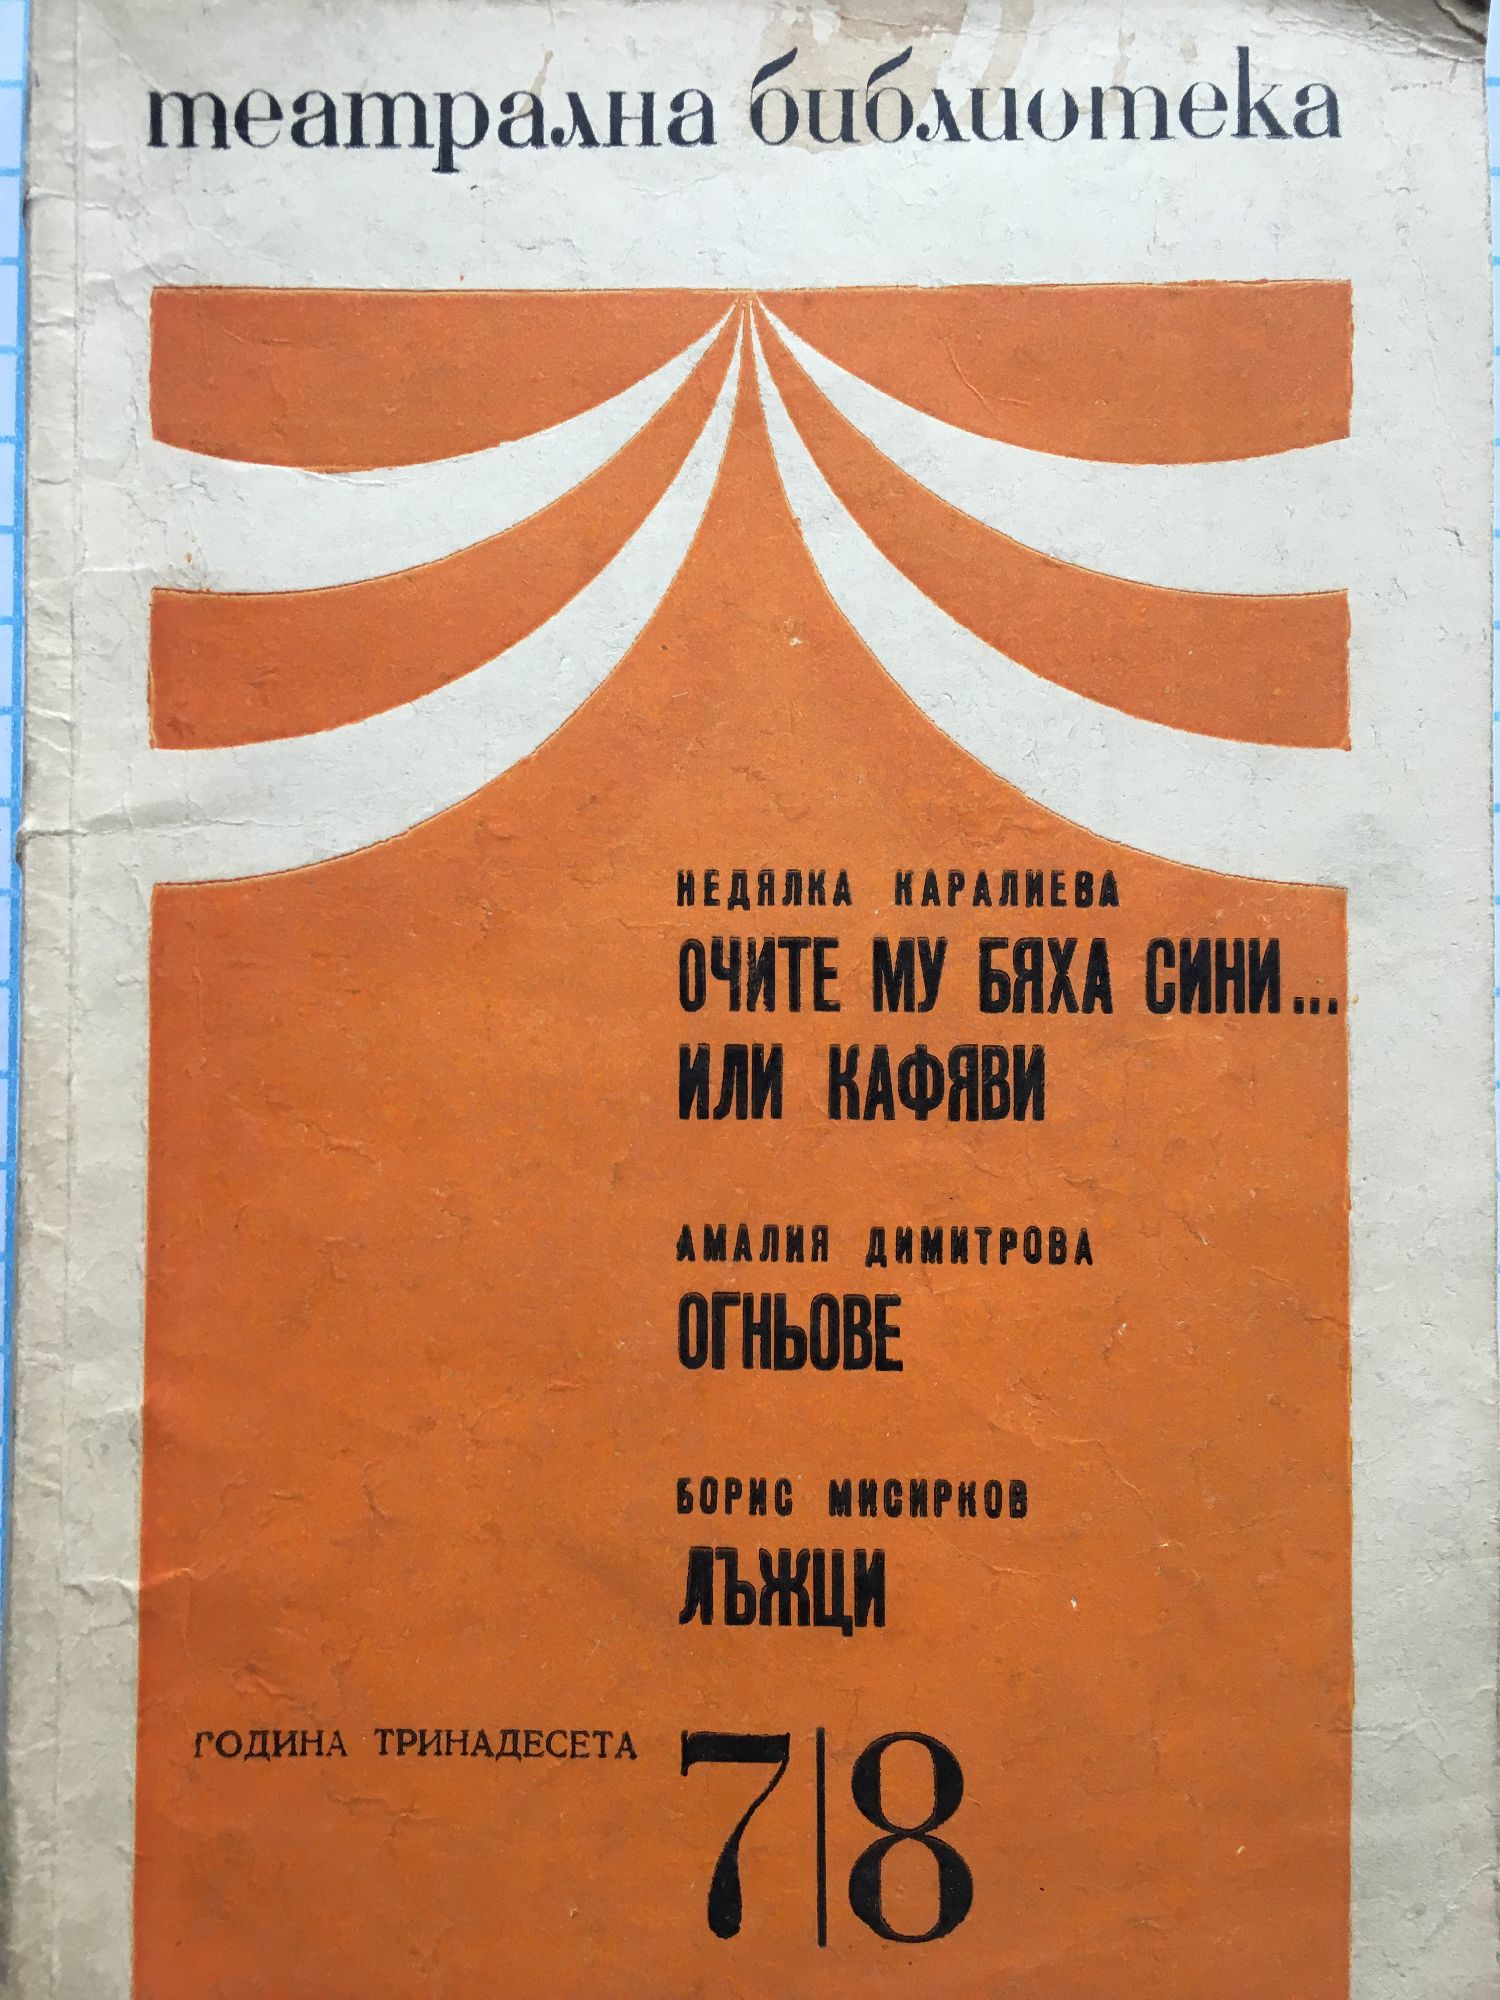 театрална библиотека
НЕДЯЛКА КАРАЛИЕВА
ОЧИТЕ МУ БЯХА СИНИ...
ИЛИ КАФЯВИ
АМАЛИЯ ДИМИТРОВА
ОГНЬОВЕ
БОРИС МИСИРКОВ
ЛЪЖЦИ
ГОДИНА ТРИНАДЕСЕТА 7|8